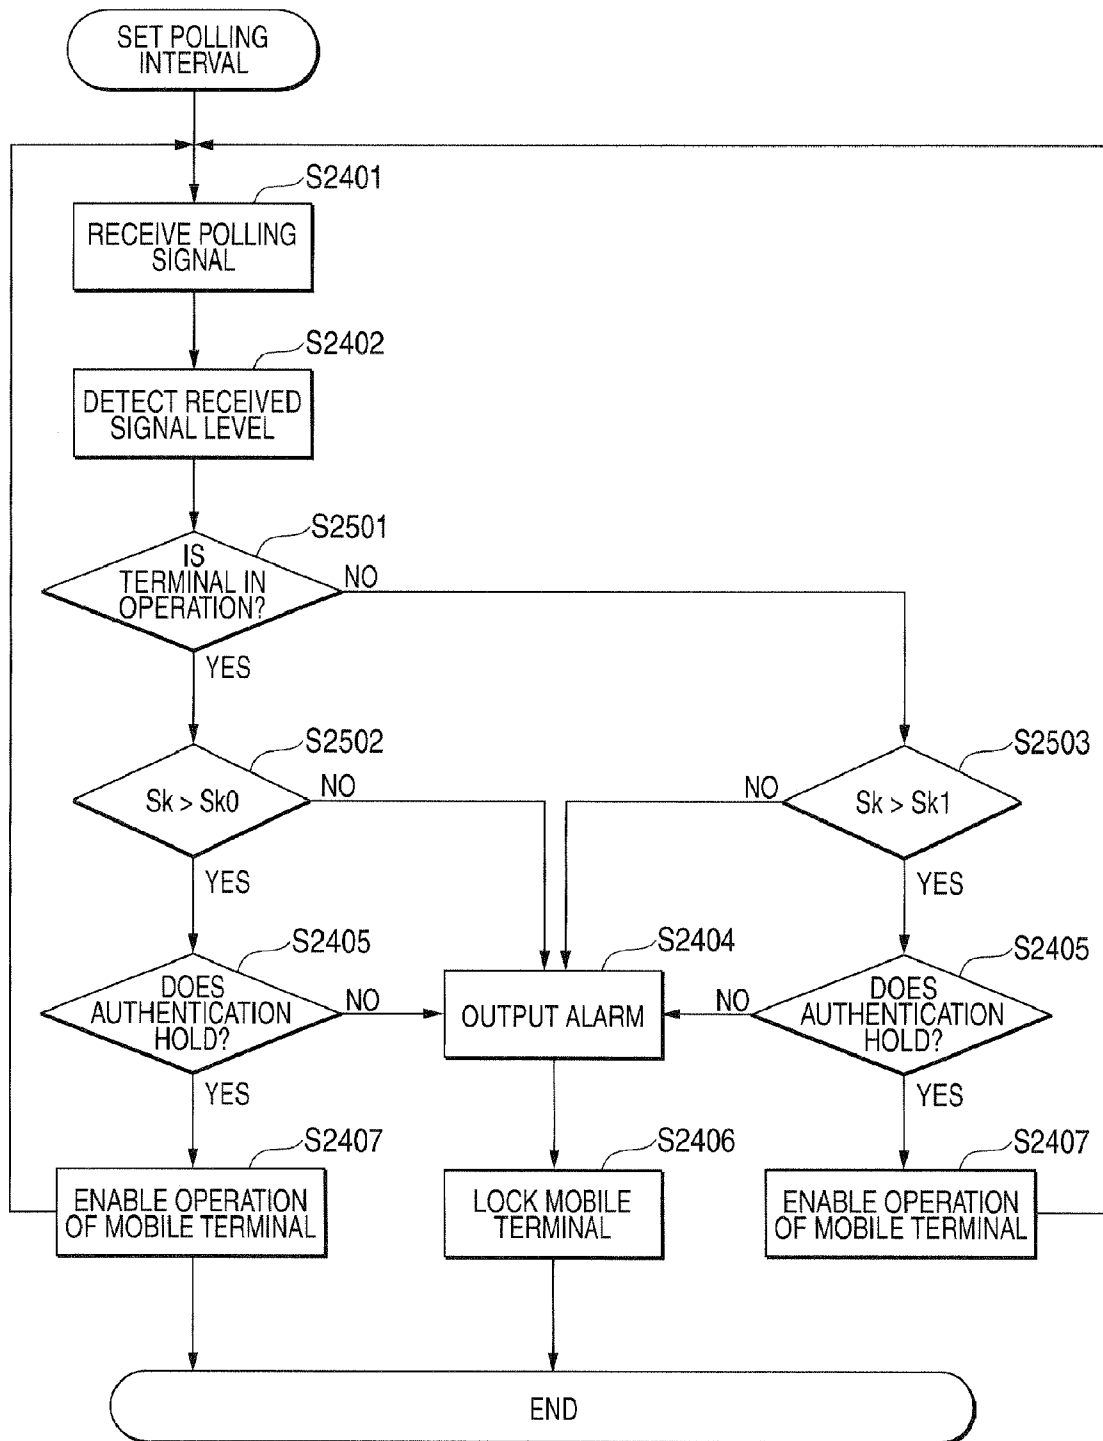 SET POLLING
INTERVAL
S2401
RECEIVE POLLING
SIGNAL
S2402
DETECT RECEIVED
SIGNAL LEVEL
S2501
IS
TERMINAL IN
OPERATION?
NO
YES
S2502
Sk > Sk0
NO
YES
S2503
Sk > Sk1
NO
YES
S2405
DOES
AUTHENTICATION
HOLD?
NO
YES
S2404
OUTPUT ALARM
S2405
DOES
AUTHENTICATION
HOLD?
NO
YES
S2407
ENABLE OPERATION
OF MOBILE TERMINAL
S2406
LOCK MOBILE
TERMINAL
S2407
ENABLE OPERATION
OF MOBILE TERMINAL
END